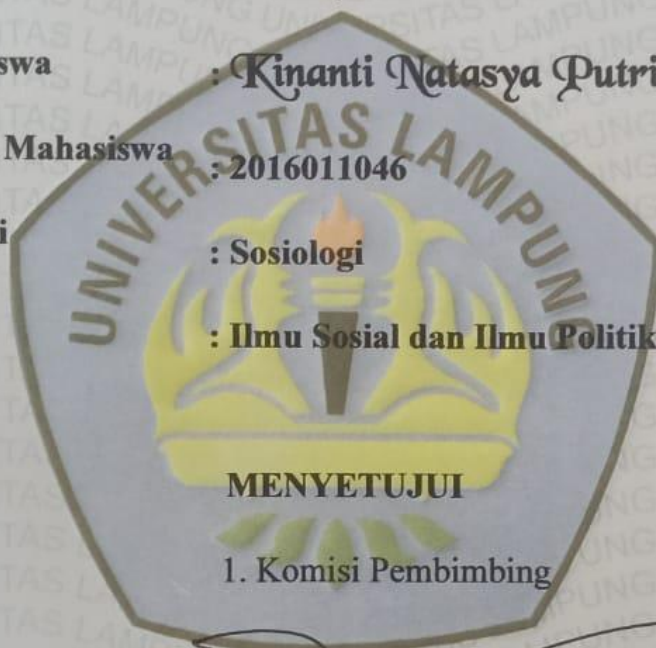 swa : Kinanti Natasya Putri
Mahasiswa : 2016011046
i : Sosiologi
: Ilmu Sosial dan Ilmu Politik
UNIVERSITAS LAMPUNG
MENYETUJUI
1. Komisi Pembimbing